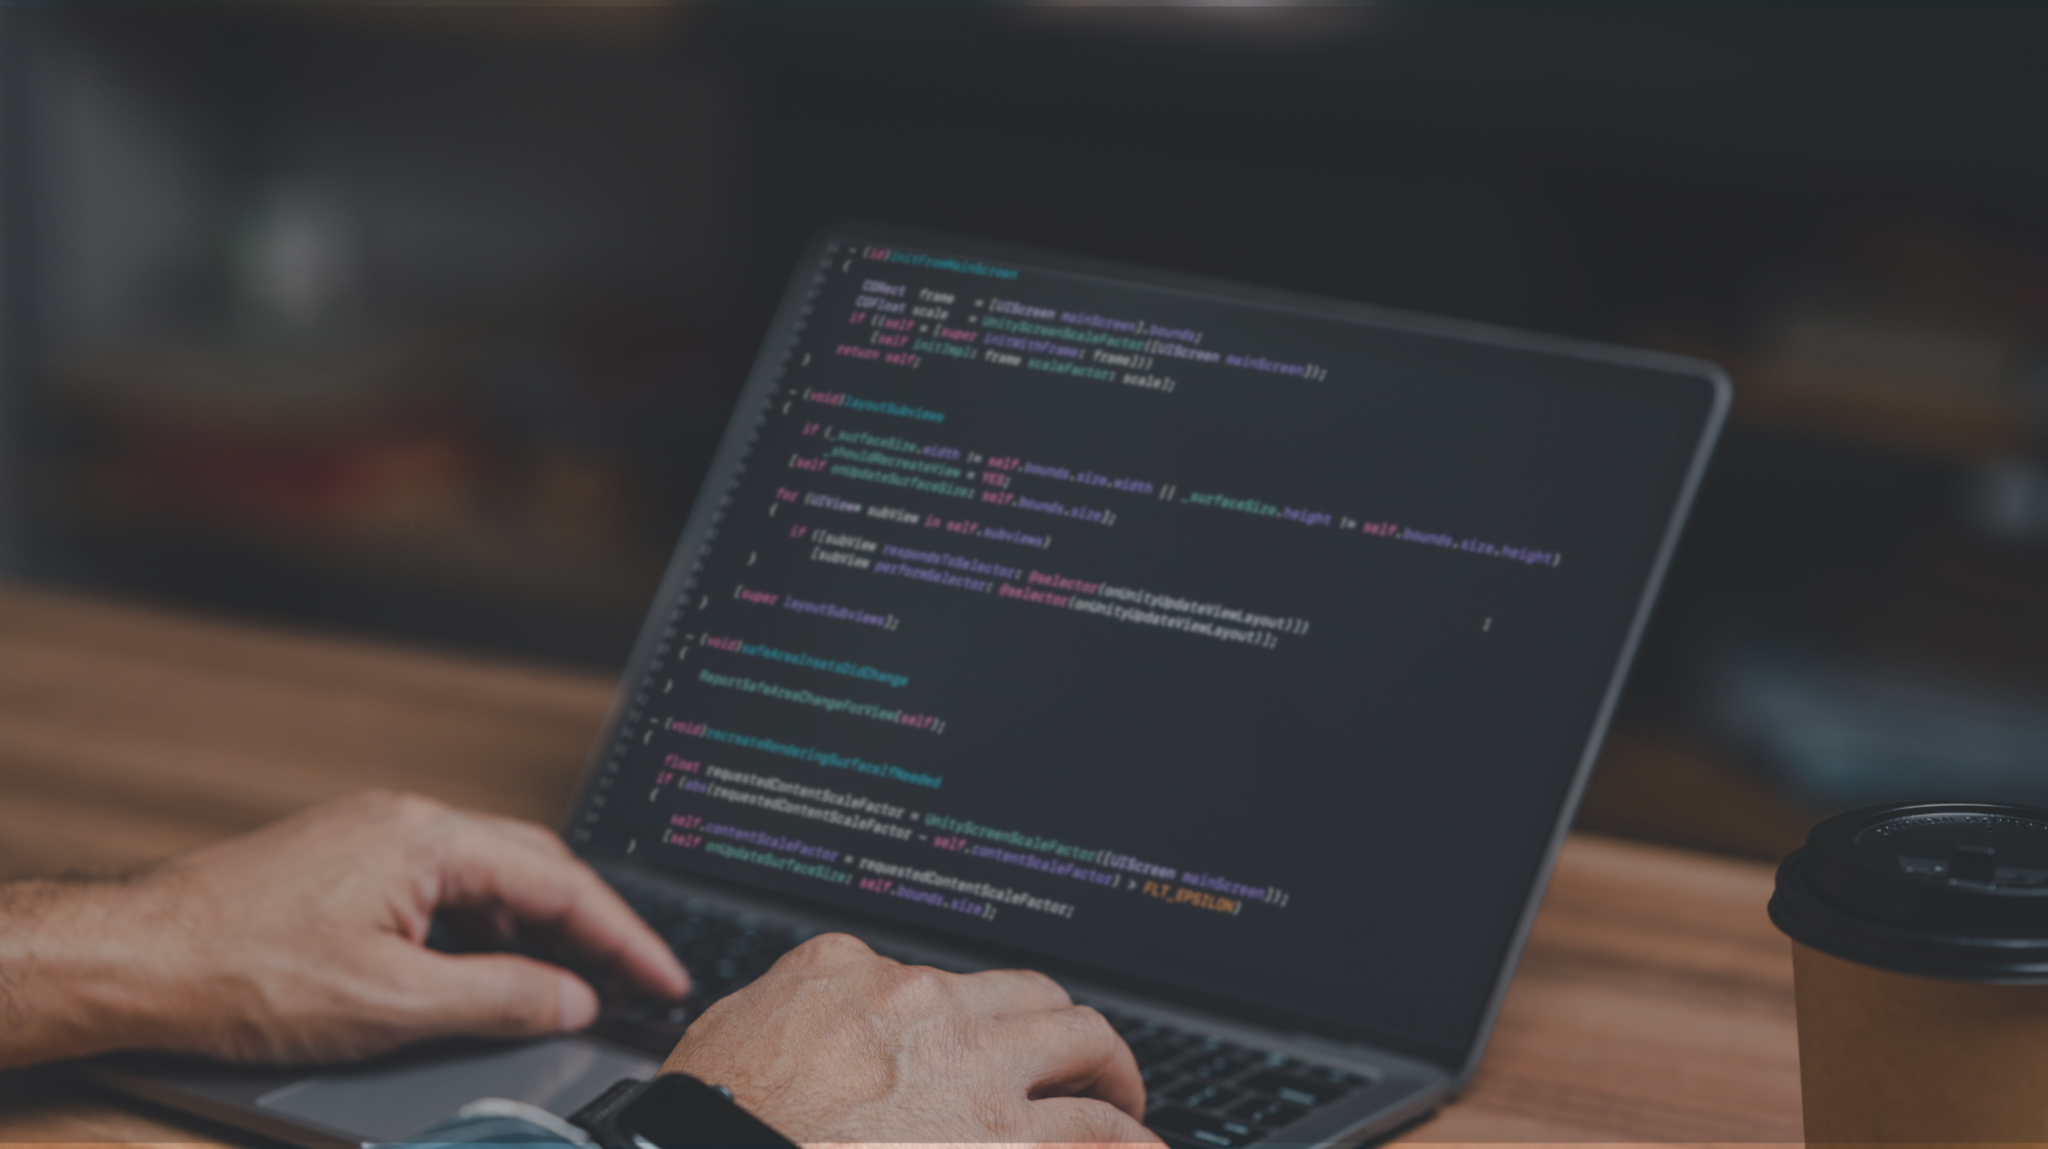 - (id)initFromMainScreen
{
CGRect frame = [UIScreen mainScreen].bounds;
CGFloat scale = UnityScreenScaleFactor([UIScreen mainScreen]);
if ((self = [super initWithFrame: frame]))
[self initImpl: frame scaleFactor: scale];
return self;
}
- (void)layoutSubviews
{
if (_surfaceSize.width != self.bounds.size.width || _surfaceSize.height != self.bounds.size.height)
_shouldRecreateView = YES;
[self onUpdateSurfaceSize: self.bounds.size];
for (UIView* subView in self.subviews)
{
if ([subView respondsToSelector: @selector(onUnityUpdateViewLayout)])
[subView performSelector: @selector(onUnityUpdateViewLayout)];
}
[super layoutSubviews];
}
- (void)safeAreaInsetsDidChange
{
ReportSafeAreaChangeForView(self);
}
- (void)recreateRenderingSurfaceIfNeeded
{
float requestedContentScaleFactor = UnityScreenScaleFactor([UIScreen mainScreen]);
if (abs(requestedContentScaleFactor - self.contentScaleFactor) > FLT_EPSILON)
{
self.contentScaleFactor = requestedContentScaleFactor;
[self onUpdateSurfaceSize: self.bounds.size];
}